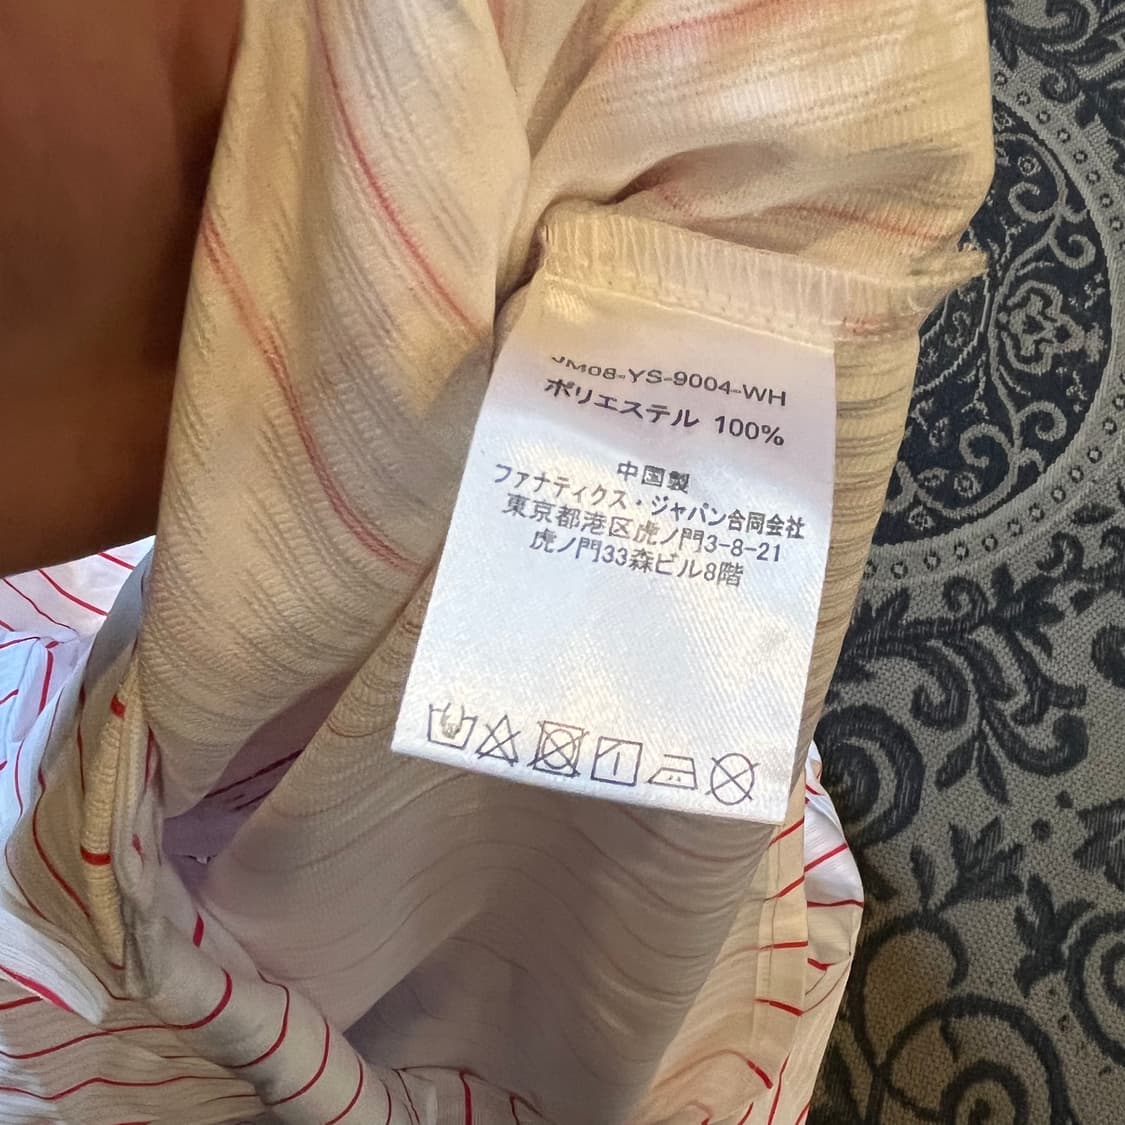 JM08-YS-9004-WH
ポリエステル 100%
中国製
ファナティクス・ジャパン合同会社
東京都港区虎ノ門3-8-21
虎ノ門33森ビル8階